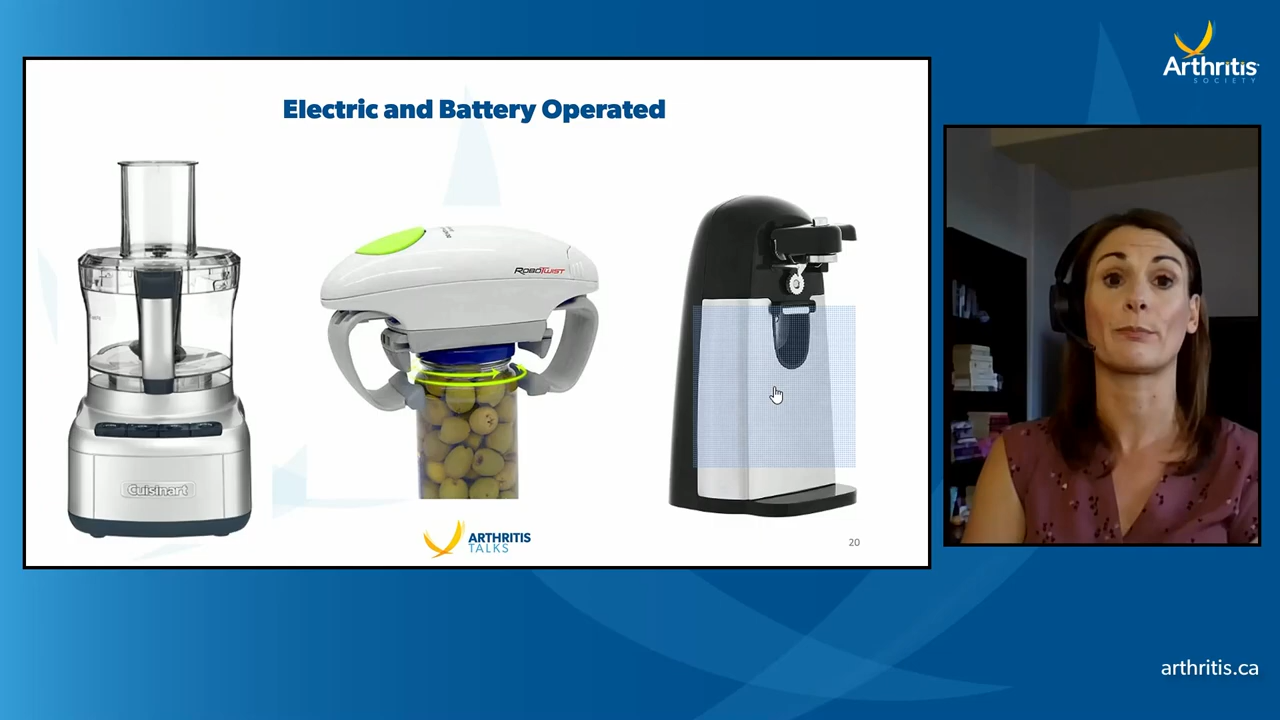 Electric and Battery Operated
ROBOTWIST
Cuisinart
ARTHRITIS
TALKS
20
Arthritis
SOCIETY
arthritis.ca